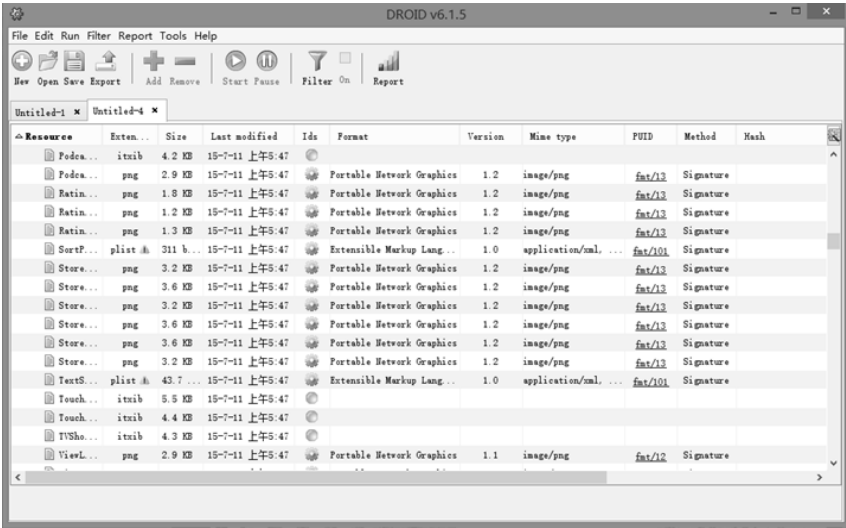 DROID v6.1.5
File Edit Run Filter Report Tools Help
New Open Save Export Add Remove Start Pause Filter On Report
Untitled-1 × Untitled-4 ×
Resource Exten... Size Last modified Ids Format Version Mime type PUID Method Hash
Podca... itxib 4.2 KB 15-7-11 上午5:47
Podca... png 2.9 KB 15-7-11 上午5:47 Portable Network Graphics 1.2 image/png fmt/13 Signature
Ratin... png 1.8 KB 15-7-11 上午5:47 Portable Network Graphics 1.2 image/png fmt/13 Signature
Ratin... png 1.2 KB 15-7-11 上午5:47 Portable Network Graphics 1.2 image/png fmt/13 Signature
Ratin... png 1.3 KB 15-7-11 上午5:47 Portable Network Graphics 1.2 image/png fmt/13 Signature
SortP... plist 311 b... 15-7-11 上午5:47 Extensible Markup Lang... 1.0 application/xml, ... fmt/101 Signature
Store... png 3.2 KB 15-7-11 上午5:47 Portable Network Graphics 1.2 image/png fmt/13 Signature
Store... png 3.6 KB 15-7-11 上午5:47 Portable Network Graphics 1.2 image/png fmt/13 Signature
Store... png 3.2 KB 15-7-11 上午5:47 Portable Network Graphics 1.2 image/png fmt/13 Signature
Store... png 3.6 KB 15-7-11 上午5:47 Portable Network Graphics 1.2 image/png fmt/13 Signature
Store... png 3.6 KB 15-7-11 上午5:47 Portable Network Graphics 1.2 image/png fmt/13 Signature
Store... png 3.2 KB 15-7-11 上午5:47 Portable Network Graphics 1.2 image/png fmt/13 Signature
TextS... plist 43.7 ... 15-7-11 上午5:47 Extensible Markup Lang... 1.0 application/xml, ... fmt/101 Signature
Touch... itxib 5.5 KB 15-7-11 上午5:47
Touch... itxib 4.4 KB 15-7-11 上午5:47
TVSho... itxib 4.3 KB 15-7-11 上午5:47
ViewL... png 2.9 KB 15-7-11 上午5:47 Portable Network Graphics 1.1 image/png fmt/12 Signature